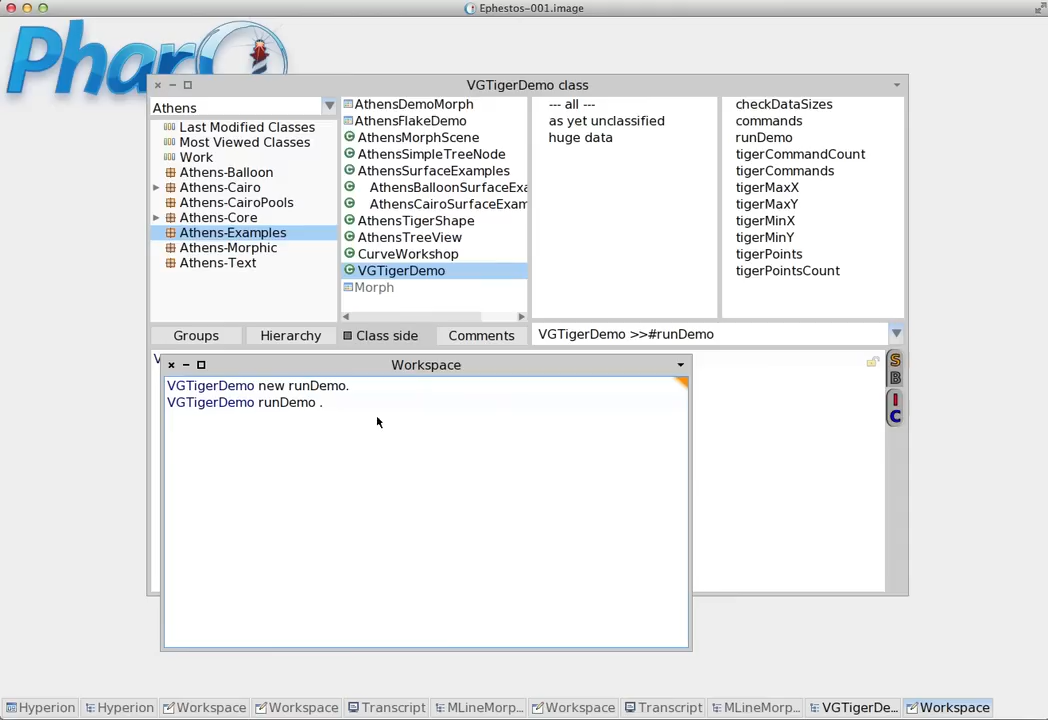 Ephestos-001.image
Pharo
VGTigerDemo class
Athens
Last Modified Classes
Most Viewed Classes
Work
Athens-Balloon
Athens-Cairo
Athens-CairoPools
Athens-Core
Athens-Examples
Athens-Morphic
Athens-Text
AthensDemoMorph
AthensFlakeDemo
AthensMorphScene
AthensSimpleTreeNode
AthensSurfaceExamples
AthensBalloonSurfaceExa
AthensCairoSurfaceExam
AthensTigerShape
AthensTreeView
CurveWorkshop
VGTigerDemo
Morph
--- all ---
as yet unclassified
huge data
checkDataSizes
commands
runDemo
tigerCommandCount
tigerCommands
tigerMaxX
tigerMaxY
tigerMinX
tigerMinY
tigerPoints
tigerPointsCount
Groups
Hierarchy
Class side
Comments
VGTigerDemo >>#runDemo
V
S
B
I
C
Workspace
VGTigerDemo new runDemo.
VGTigerDemo runDemo .
Hyperion
Hyperion
Workspace
Workspace
Transcript
MLineMorp...
Workspace
Transcript
MLineMorp...
VGTigerDe...
Workspace